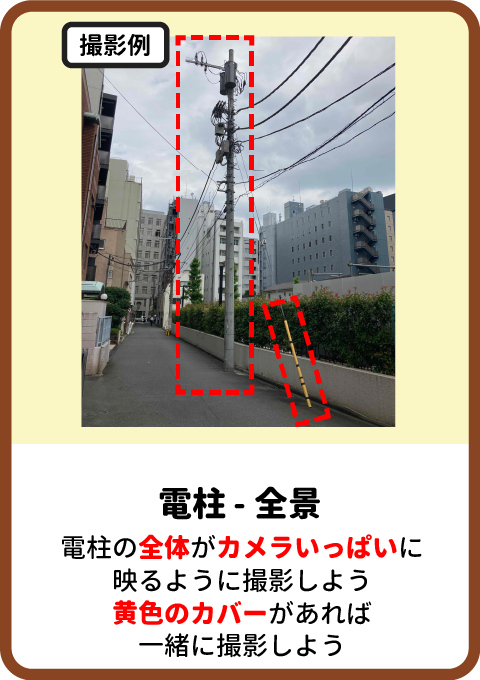 撮影例
電柱 - 全景
電柱の全体がカメラいっぱいに
映るように撮影しよう
黄色のカバーがあれば
一緒に撮影しよう